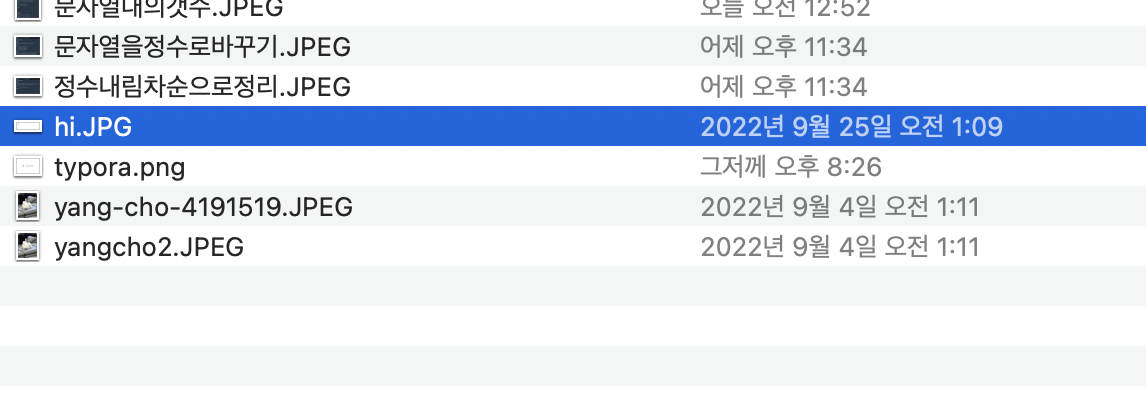 문자열내의갯수.JPEG 오늘 오전 12:52
문자열을정수로바꾸기.JPEG 어제 오후 11:34
정수내림차순으로정리.JPEG 어제 오후 11:34
hi.JPG 2022년 9월 25일 오전 1:09
typora.png 그저께 오후 8:26
yang-cho-4191519.JPEG 2022년 9월 4일 오전 1:11
yangcho2.JPEG 2022년 9월 4일 오전 1:11